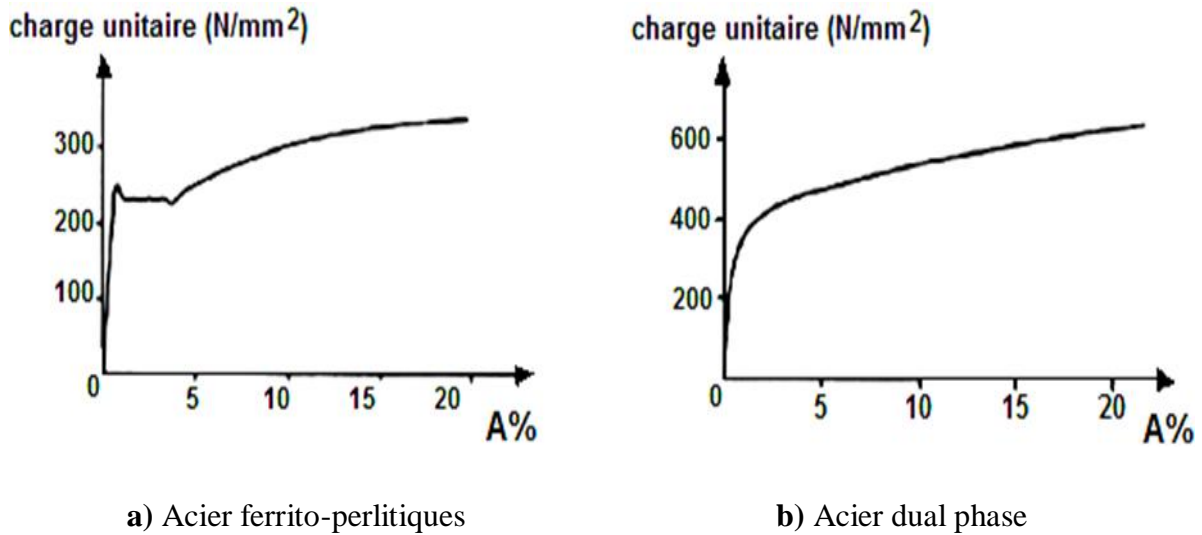 charge unitaire (N/mm2)
300
200
100
0
5
10
15
20
A%
a) Acier ferrito-perlitiques
charge unitaire (N/mm2)
600
400
200
0
5
10
15
20
A%
b) Acier dual phase